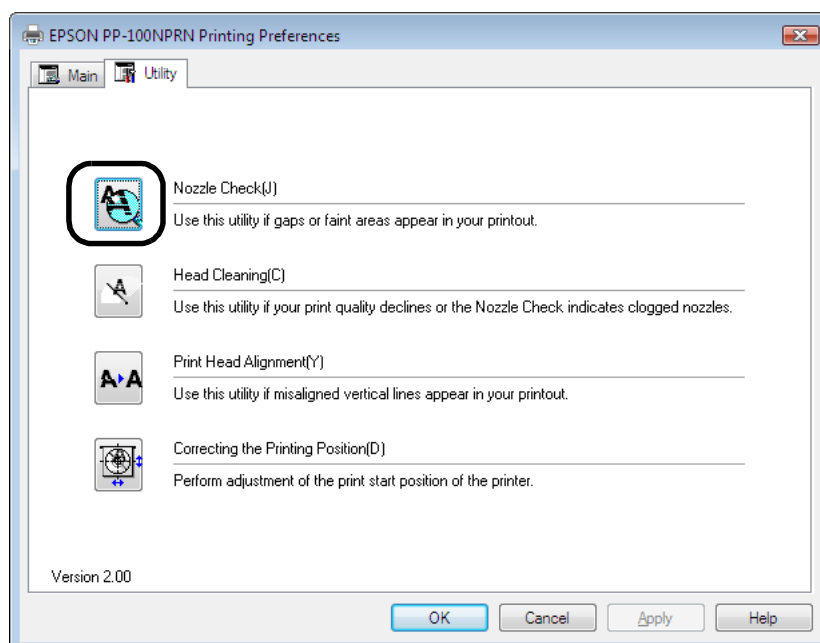 EPSON PP-100NPRN Printing Preferences
Main
Utility
Nozzle Check(J)
Use this utility if gaps or faint areas appear in your printout.
Head Cleaning(C)
Use this utility if your print quality declines or the Nozzle Check indicates clogged nozzles.
Print Head Alignment(Y)
Use this utility if misaligned vertical lines appear in your printout.
Correcting the Printing Position(D)
Perform adjustment of the print start position of the printer.
Version 2.00
OK
Cancel
Apply
Help